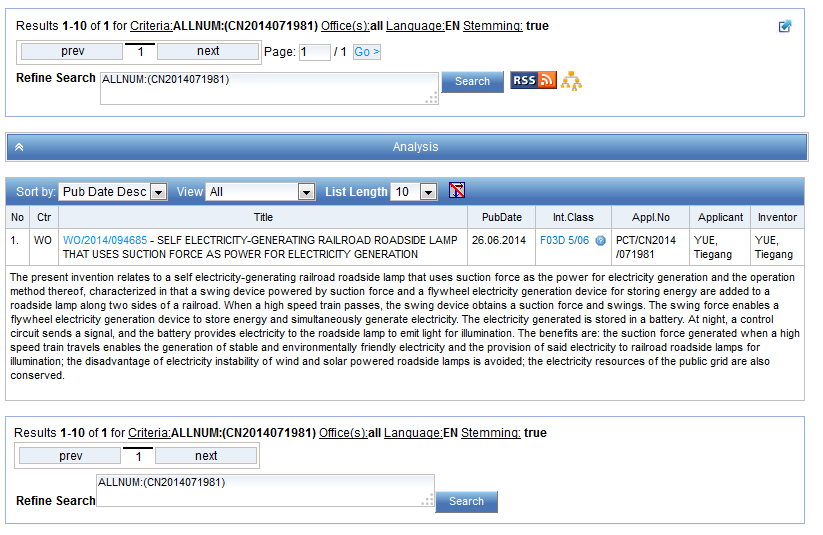 Results 1-10 of 1 for Criteria:ALLNUM:(CN2014071981) Office(s):all Language:EN Stemming: true
prev 1 next Page: 1 / 1 Go >
Refine Search ALLNUM:(CN2014071981) Search RSS
Analysis
Sort by: Pub Date Desc View All List Length 10
No Ctr Title PubDate Int.Class Appl.No Applicant Inventor
1. WO WO/2014/094685 - SELF ELECTRICITY-GENERATING RAILROAD ROADSIDE LAMP 26.06.2014 F03D 5/06 ? PCT/CN2014 YUE, YUE,
THAT USES SUCTION FORCE AS POWER FOR ELECTRICITY GENERATION /071981 Tiegang Tiegang
The present invention relates to a self electricity-generating railroad roadside lamp that uses suction force as the power for electricity generation and the operation
method thereof, characterized in that a swing device powered by suction force and a flywheel electricity generation device for storing energy are added to a
roadside lamp along two sides of a railroad. When a high speed train passes, the swing device obtains a suction force and swings. The swing force enables a
flywheel electricity generation device to store energy and simultaneously generate electricity. The electricity generated is stored in a battery. At night, a control
circuit sends a signal, and the battery provides electricity to the roadside lamp to emit light for illumination. The benefits are: the suction force generated when a high
speed train travels enables the generation of stable and environmentally friendly electricity and the provision of said electricity to railroad roadside lamps for
illumination; the disadvantage of electricity instability of wind and solar powered roadside lamps is avoided; the electricity resources of the public grid are also
conserved.
Results 1-10 of 1 for Criteria:ALLNUM:(CN2014071981) Office(s):all Language:EN Stemming: true
prev 1 next
Refine Search ALLNUM:(CN2014071981) Search